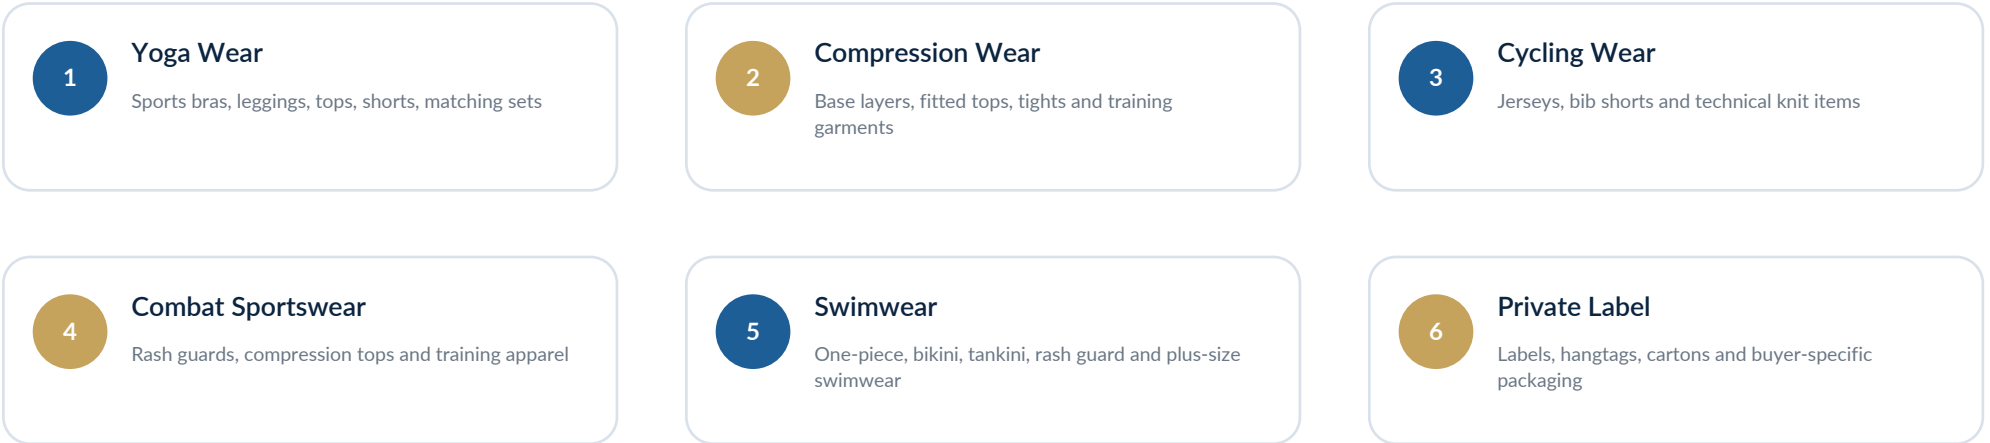 1
Yoga Wear
Sports bras, leggings, tops, shorts, matching sets
2
Compression Wear
Base layers, fitted tops, tights and training
garments
3
Cycling Wear
Jerseys, bib shorts and technical knit items
4
Combat Sportswear
Rash guards, compression tops and training apparel
5
Swimwear
One-piece, bikini, tankini, rash guard and plus-size
swimwear
6
Private Label
Labels, hangtags, cartons and buyer-specific
packaging